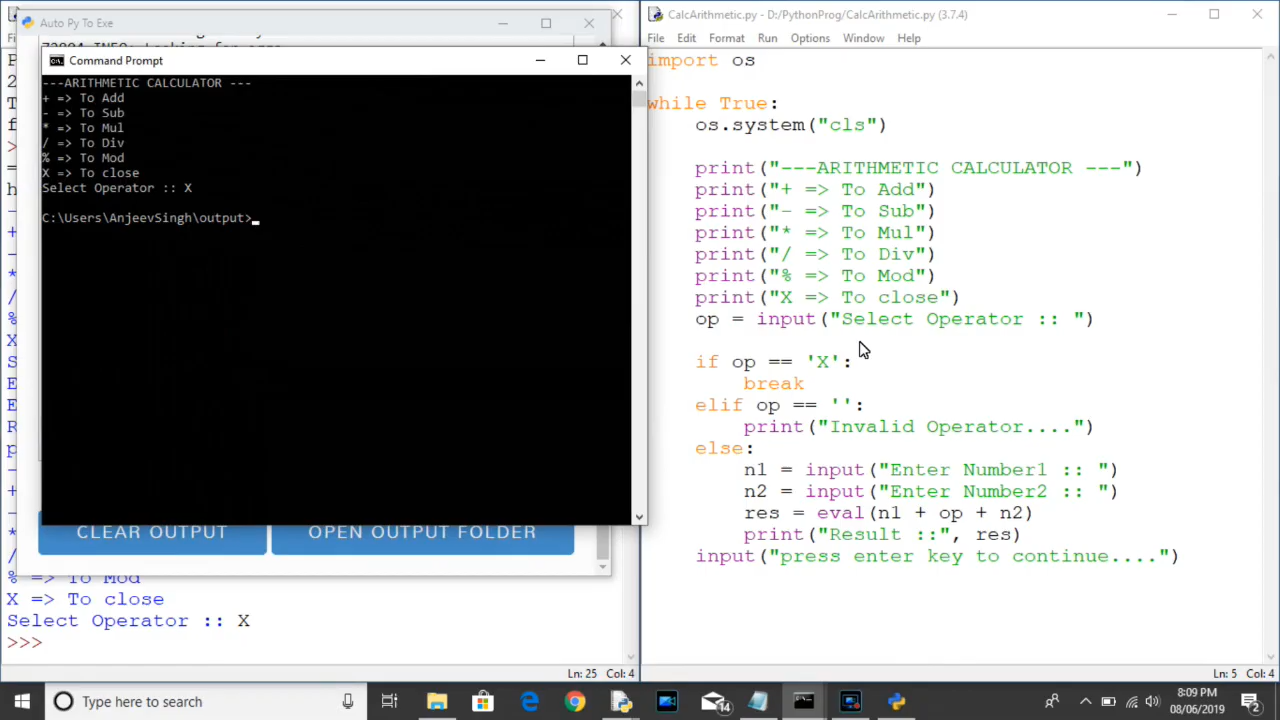 Auto Py To Exe
Command Prompt
---ARITHMETIC CALCULATOR ---
+ => To Add
- => To Sub
* => To Mul
/ => To Div
% => To Mod
X => To close
Select Operator :: X
C:\Users\AnjeevSingh\output>
CLEAR OUTPUT
OPEN OUTPUT FOLDER
% => To Mod
X => To close
Select Operator :: X
>>>
Ln: 25 Col: 4
CalcArithmetic.py - D:/PythonProg/CalcArithmetic.py (3.7.4)
File Edit Format Run Options Window Help
import os
while True:
os.system("cls")
print("---ARITHMETIC CALCULATOR ---")
print("+ => To Add")
print("- => To Sub")
print("* => To Mul")
print("/ => To Div")
print("% => To Mod")
print("X => To close")
op = input("Select Operator :: ")
if op == 'X':
break
elif op == '':
print("Invalid Operator....")
else:
n1 = input("Enter Number1 :: ")
n2 = input("Enter Number2 :: ")
res = eval(n1 + op + n2)
print("Result ::", res)
input("press enter key to continue....")
Ln: 5 Col: 4
Type here to search
14
8:09 PM
08/06/2019
2